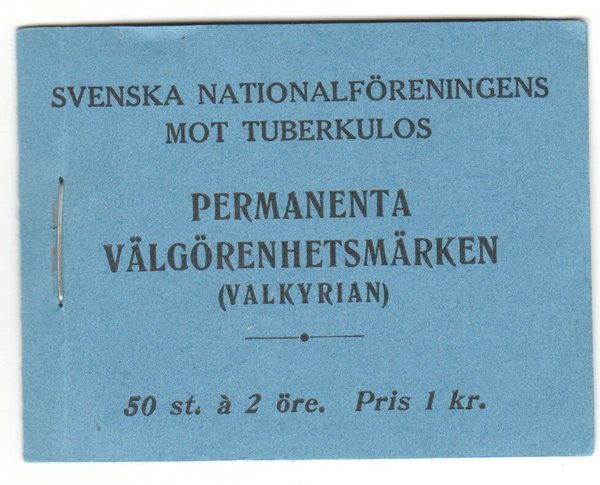 SVENSKA NATIONALFÖRENINGENS
MOT TUBERKULOS
PERMANENTA
VÄLGÖRENHETSMÄRKEN
(VALKYRIAN)
50 st. à 2 öre. Pris 1 kr.